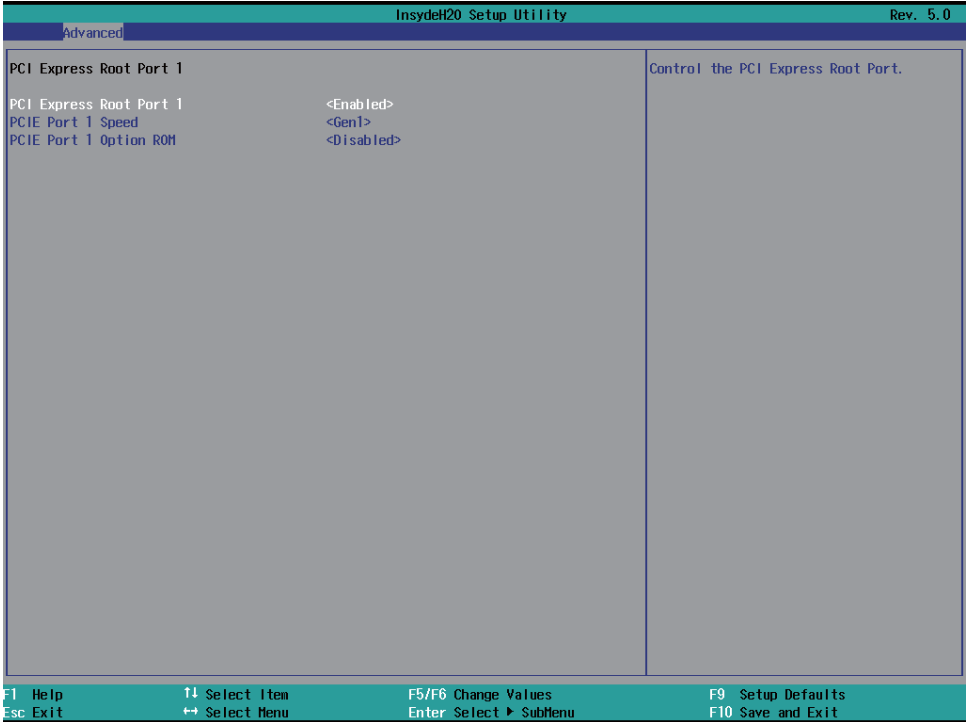 InsydeH20 Setup Utility Rev. 5.0
Advanced
PCI Express Root Port 1 Control the PCI Express Root Port.
PCI Express Root Port 1 <Enabled>
PCIE Port 1 Speed <Gen1>
PCIE Port 1 Option ROM <Disabled>
F1 Help ↑↓ Select Item F5/F6 Change Values F9 Setup Defaults
Esc Exit ←→ Select Menu Enter Select ▶ SubMenu F10 Save and Exit